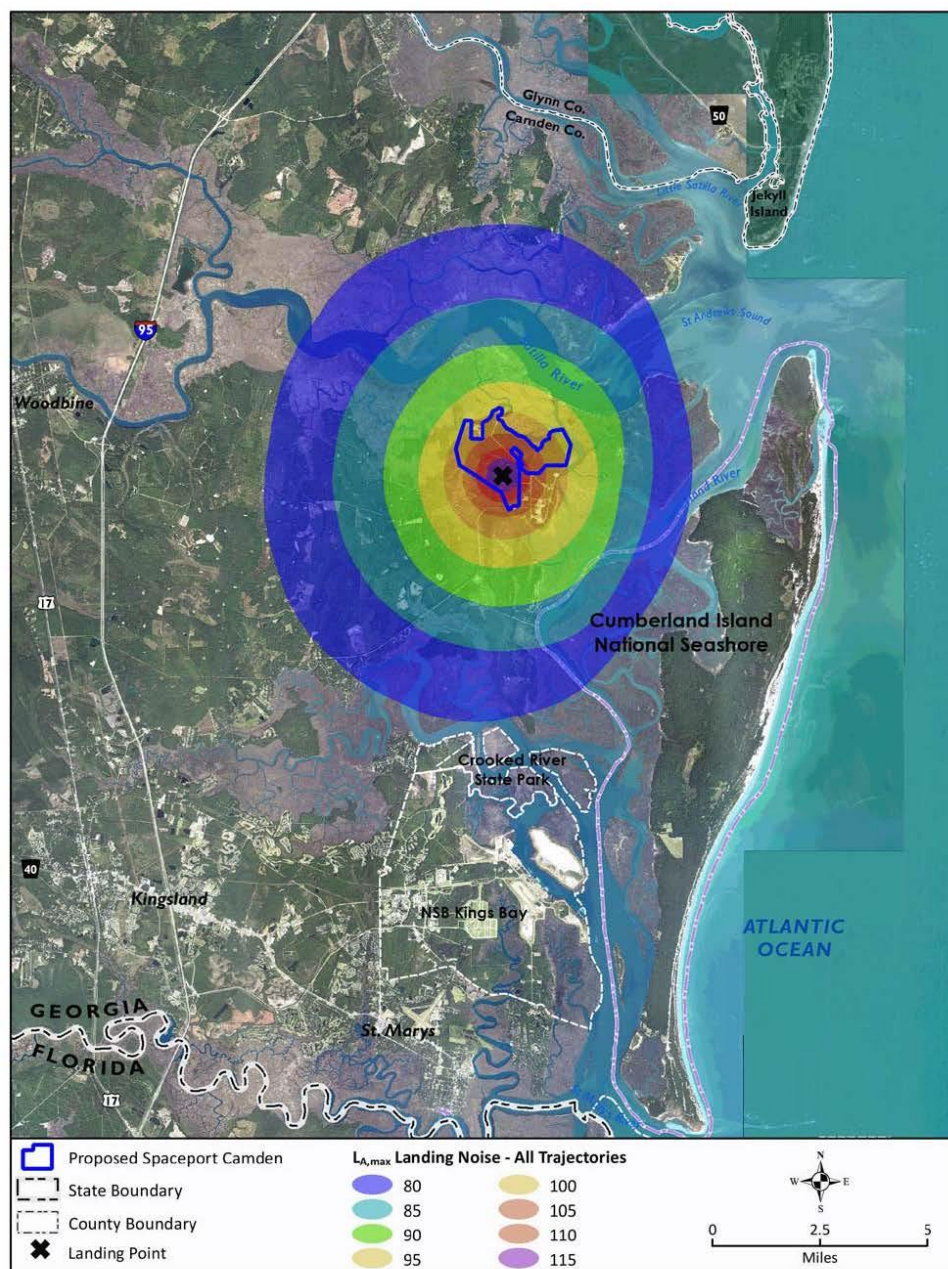 Glynn Co.
Camden Co.
50
Little Satilla River
Jekyll
Island
St Andrews Sound
95
Satilla River
Woodbine
River
17
Cumberland Island
National Seashore
Crooked River
State Park
40
Kingsland
NSB Kings Bay
ATLANTIC
OCEAN
GEORGIA
St. Marys
FLORIDA
17
Proposed Spaceport Camden
State Boundary
County Boundary
Landing Point
LA,max Landing Noise - All Trajectories
80
85
90
95
100
105
110
115
N
W E
S
0 2.5 5
Miles